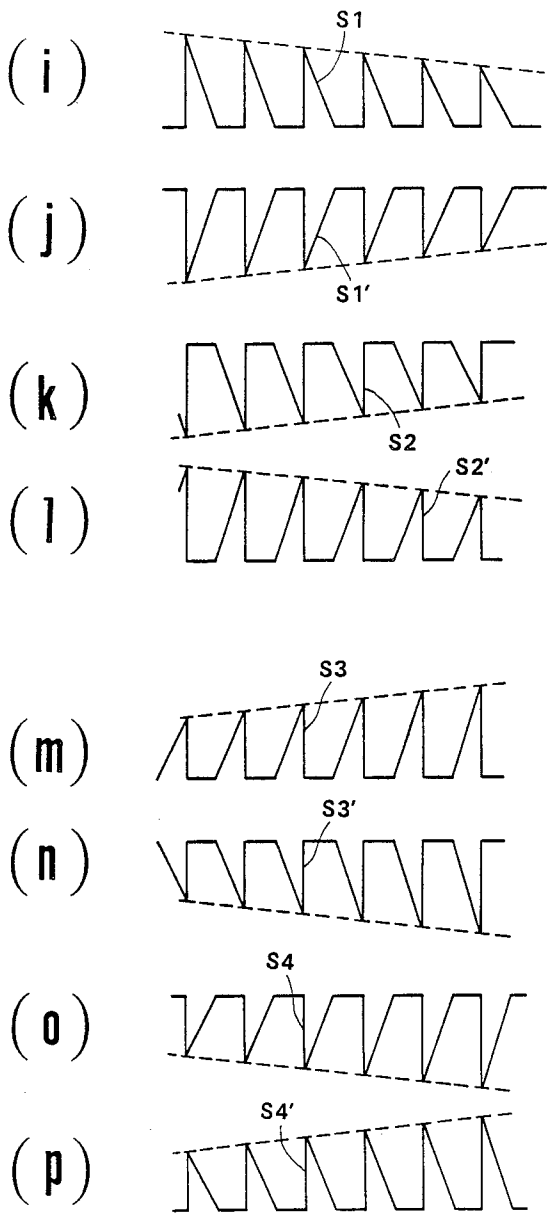 (i)
S1
(j)
S1'
(k)
S2
(l)
S2'
(m)
S3
(n)
S3'
(o)
S4
(p)
S4'